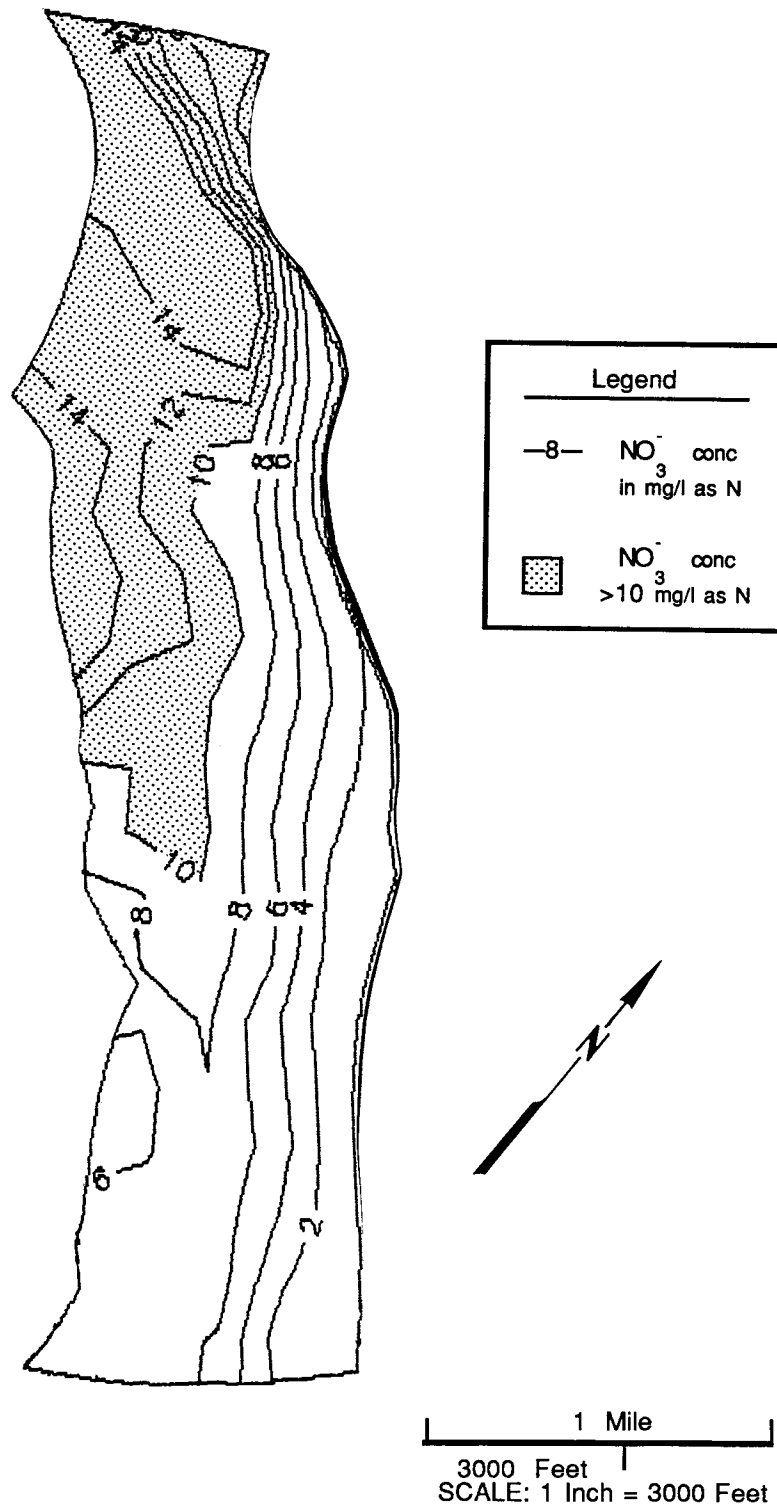 14
14
12
10
8
6
Legend
—8— NO₃⁻ conc
in mg/l as N
NO₃⁻ conc
>10 mg/l as N
10
8
8
6
4
N
6
2
1 Mile
3000 Feet
SCALE: 1 Inch = 3000 Feet